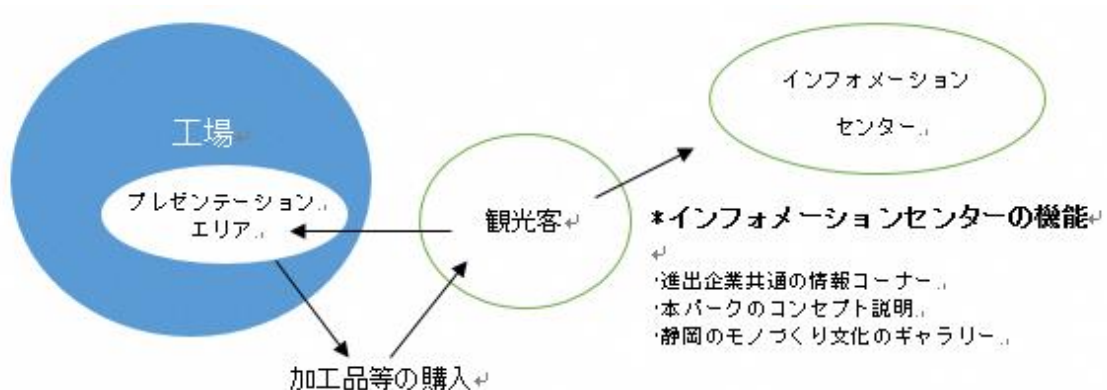 工場
プレゼンテーション
エリア
観光客
加工品等の購入
インフォメーション
センター
*インフォメーションセンターの機能
・進出企業共通の情報コーナー
・本パークのコンセプト説明
・静岡のモノづくり文化のギャラリー